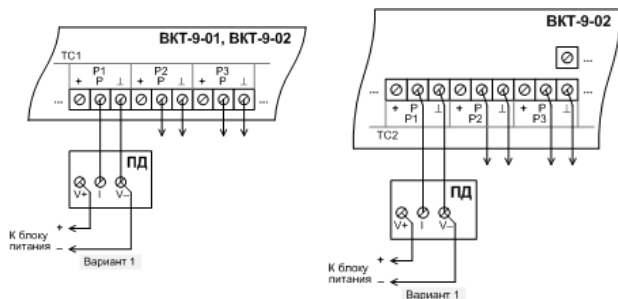 ВКТ-9-01, ВКТ-9-02
ТС1
P1 P2 P3
+ P ⊥ + P ⊥ + P ⊥
... ...
ПД
V+ I V–
К блоку питания
+
–
Вариант 1
ВКТ-9-02
...
... ...
+ P ⊥ + P ⊥ + P ⊥
P1 P2 P3
ТС2
ПД
V+ I V–
К блоку питания
+
–
Вариант 1